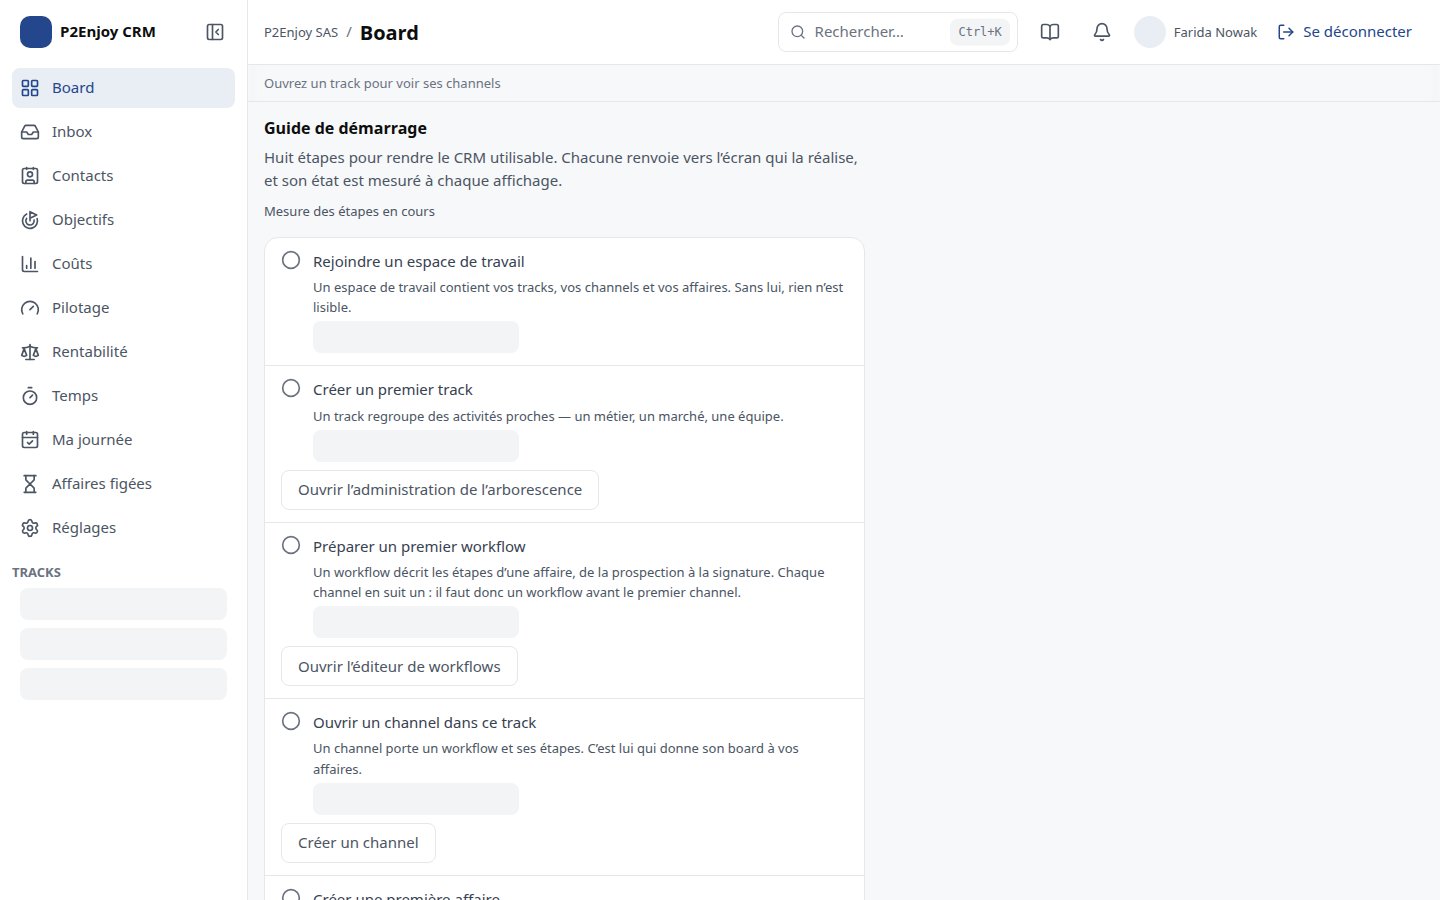 P2Enjoy CRM
P2Enjoy SAS / Board
Rechercher... Ctrl+K
Farida Nowak
Se déconnecter
Board
Inbox
Contacts
Objectifs
Coûts
Pilotage
Rentabilité
Temps
Ma journée
Affaires figées
Réglages
TRACKS
Ouvrez un track pour voir ses channels
Guide de démarrage
Huit étapes pour rendre le CRM utilisable. Chacune renvoie vers l’écran qui la réalise,
et son état est mesuré à chaque affichage.
Mesure des étapes en cours
Rejoindre un espace de travail
Un espace de travail contient vos tracks, vos channels et vos affaires. Sans lui, rien n’est
lisible.
Créer un premier track
Un track regroupe des activités proches — un métier, un marché, une équipe.
Ouvrir l’administration de l’arborescence
Préparer un premier workflow
Un workflow décrit les étapes d’une affaire, de la prospection à la signature. Chaque
channel en suit un : il faut donc un workflow avant le premier channel.
Ouvrir l’éditeur de workflows
Ouvrir un channel dans ce track
Un channel porte un workflow et ses étapes. C’est lui qui donne son board à vos
affaires.
Créer un channel
Créer une première affaire